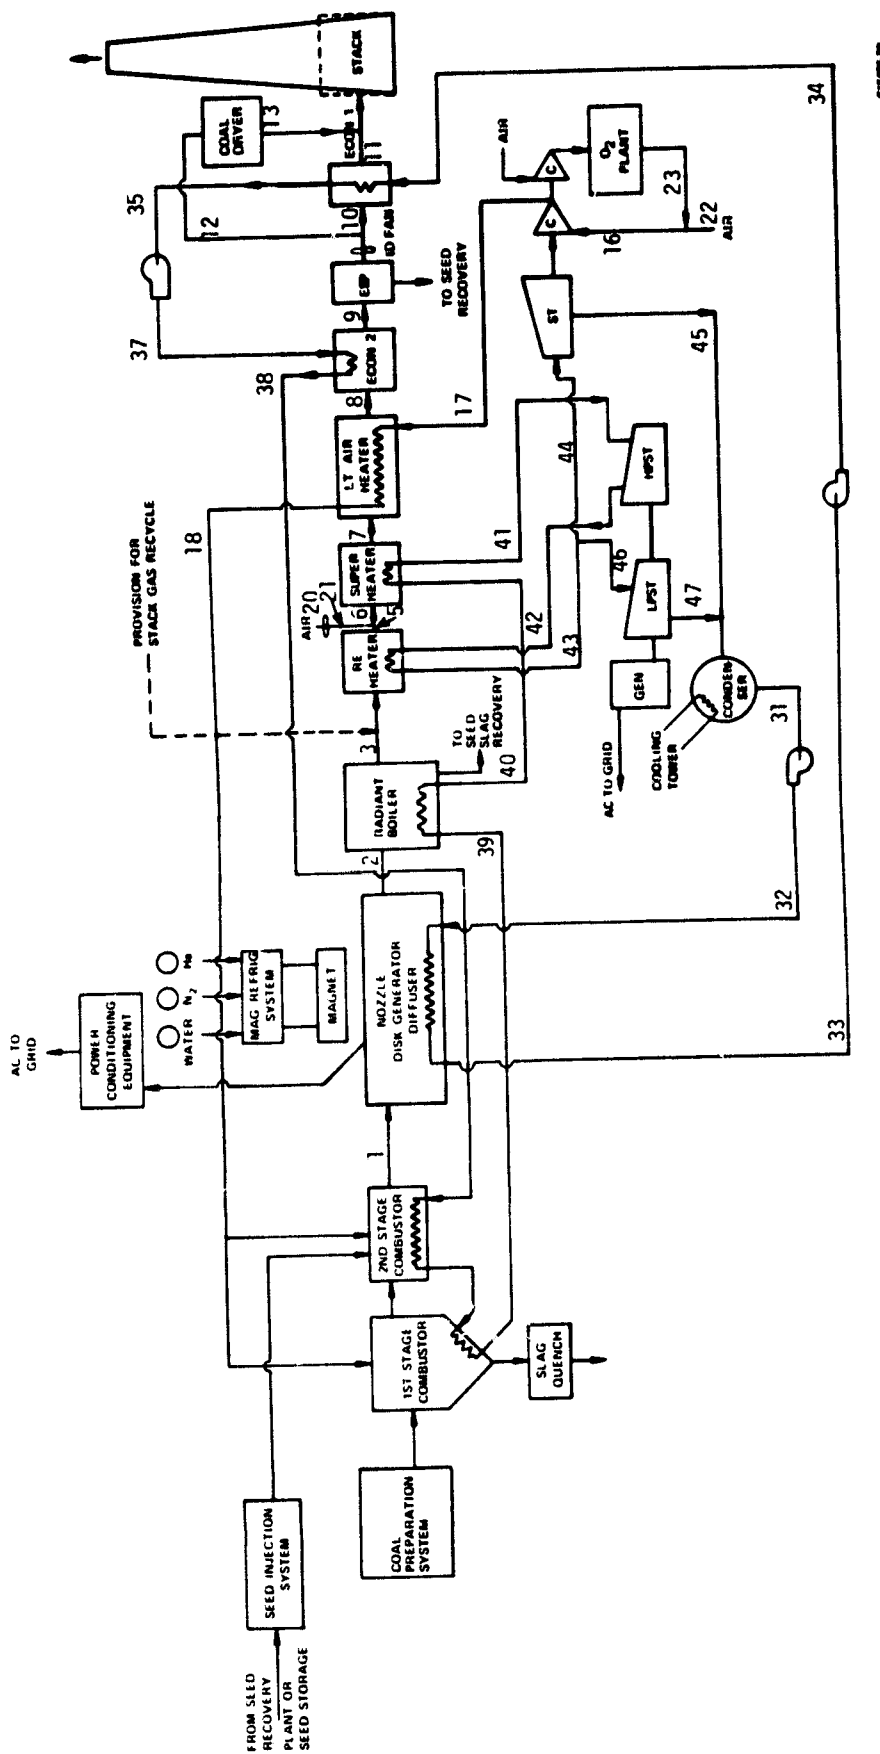 FROM SEED
RECOVERY
PLANT OR
SEED STORAGE
SEED INJECTION
SYSTEM
COAL
PREPARATION
SYSTEM
1ST STAGE
COMBUSTOR
SLAG
QUENCH
2ND STAGE
COMBUSTOR
1
AC TO
GRID
POWER
CONDITIONING
EQUIPMENT
WATER
N2
He
MAG REFRIG
SYSTEM
MAGNET
NOZZLE
DISK GENERATOR
DIFFUSER
2
RADIANT
BOILER
TO
SEED
SLAG
RECOVERY
3
PROVISION FOR
STACK GAS RECYCLE
RE
HEATER
AIR
20
21
5
6
SUPER
HEATER
7
LT AIR
HEATER
8
ECON 2
9
ESP
TO SEED
RECOVERY
ID FAN
10
ECON 1
11
12
COAL
DRYER
13
STACK
18
38
37
35
34
33
32
31
39
40
41
42
43
44
45
46
47
17
16
22
AIR
23
AIR
C
C
O2
PLANT
ST
HPST
LPST
GEN
AC TO GRID
COOLING
TOWER
CONDEN-
SER